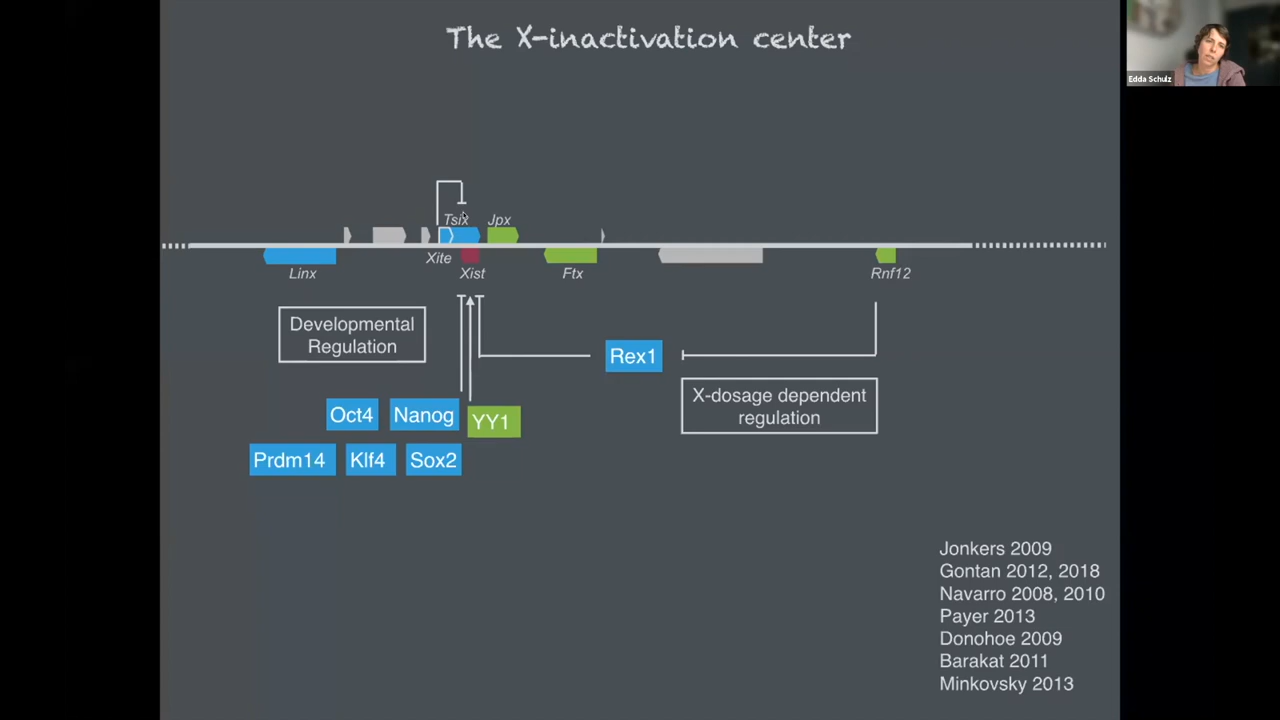 The X-inactivation center
Edda Schulz
Tsix
Jpx
Linx
Xite
Xist
Ftx
Rnf12
Developmental
Regulation
Rex1
X-dosage dependent
regulation
Oct4
Nanog
YY1
Prdm14
Klf4
Sox2
Jonkers 2009
Gontan 2012, 2018
Navarro 2008, 2010
Payer 2013
Donohoe 2009
Barakat 2011
Minkovsky 2013